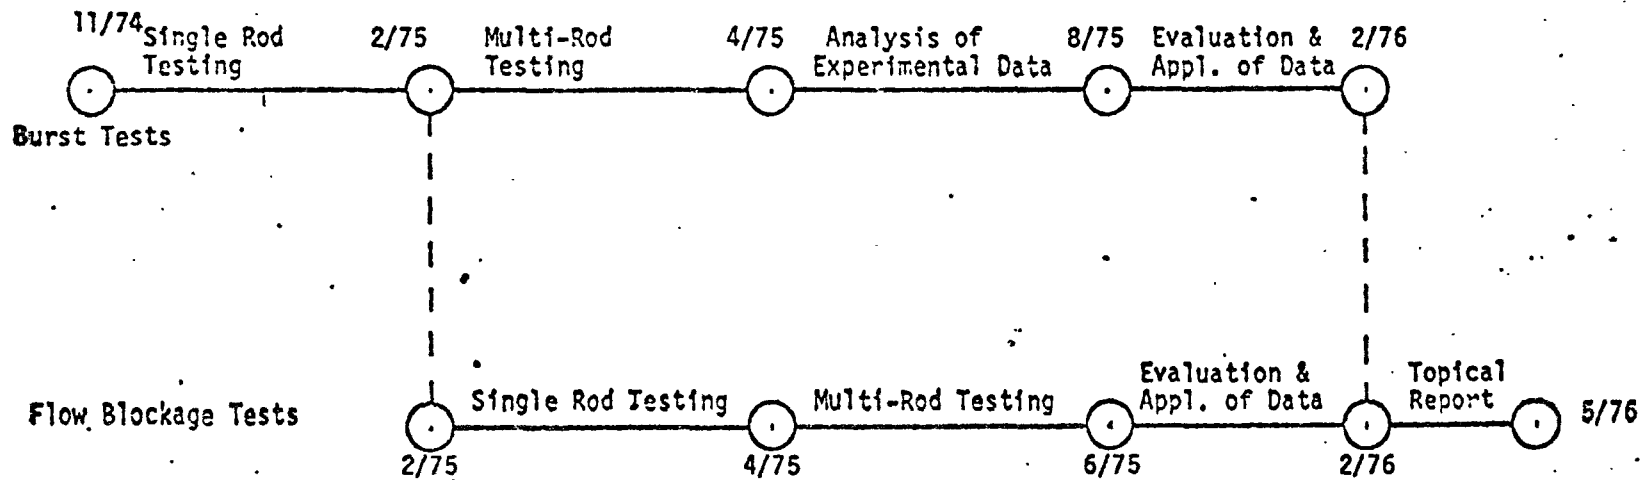 11/74 Single Rod 2/75 Multi-Rod 4/75 Analysis of 8/75 Evaluation & 2/76
Testing Testing Experimental Data Appl. of Data
Burst Tests
Evaluation & Topical
Flow Blockage Tests Single Rod Testing Multi-Rod Testing Appl. of Data Report 5/76
2/75 4/75 6/75 2/76